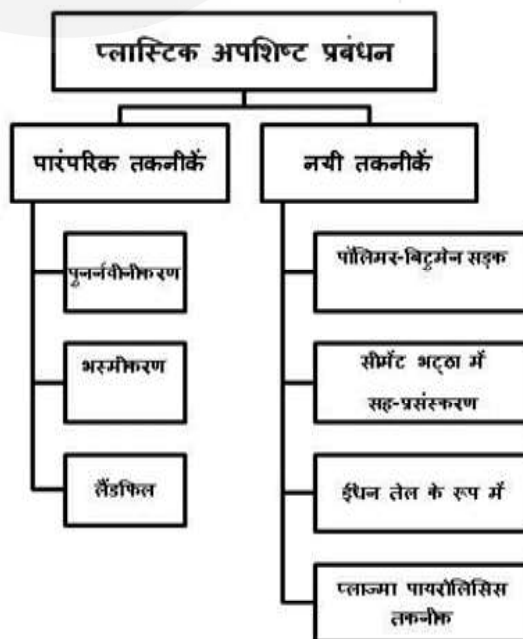 प्लास्टिक अपशिष्ट प्रबंधन
पारंपरिक तकनीकें
नयी तकनीकें
पुनर्नवीनीकरण
भस्मीकरण
लैंडफिल
पॉलिमर-बिटुमेन सड़क
सीमेंट भट्ठा में
सह-प्रसंस्करण
ईंधन तेल के रूप में
प्लाज्मा पायरोलिसिस
तकनीक